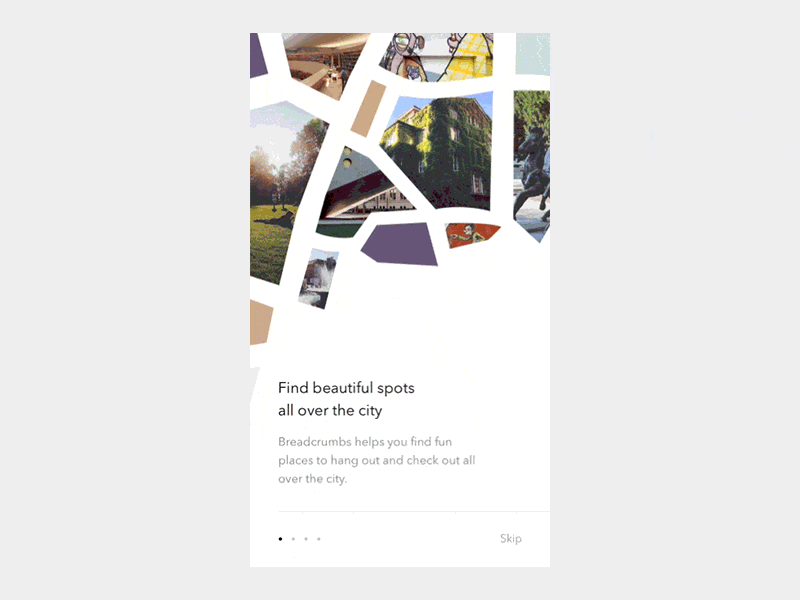 Find beautiful spots
all over the city
Breadcrumbs helps you find fun
places to hang out and check out all
over the city.
Skip